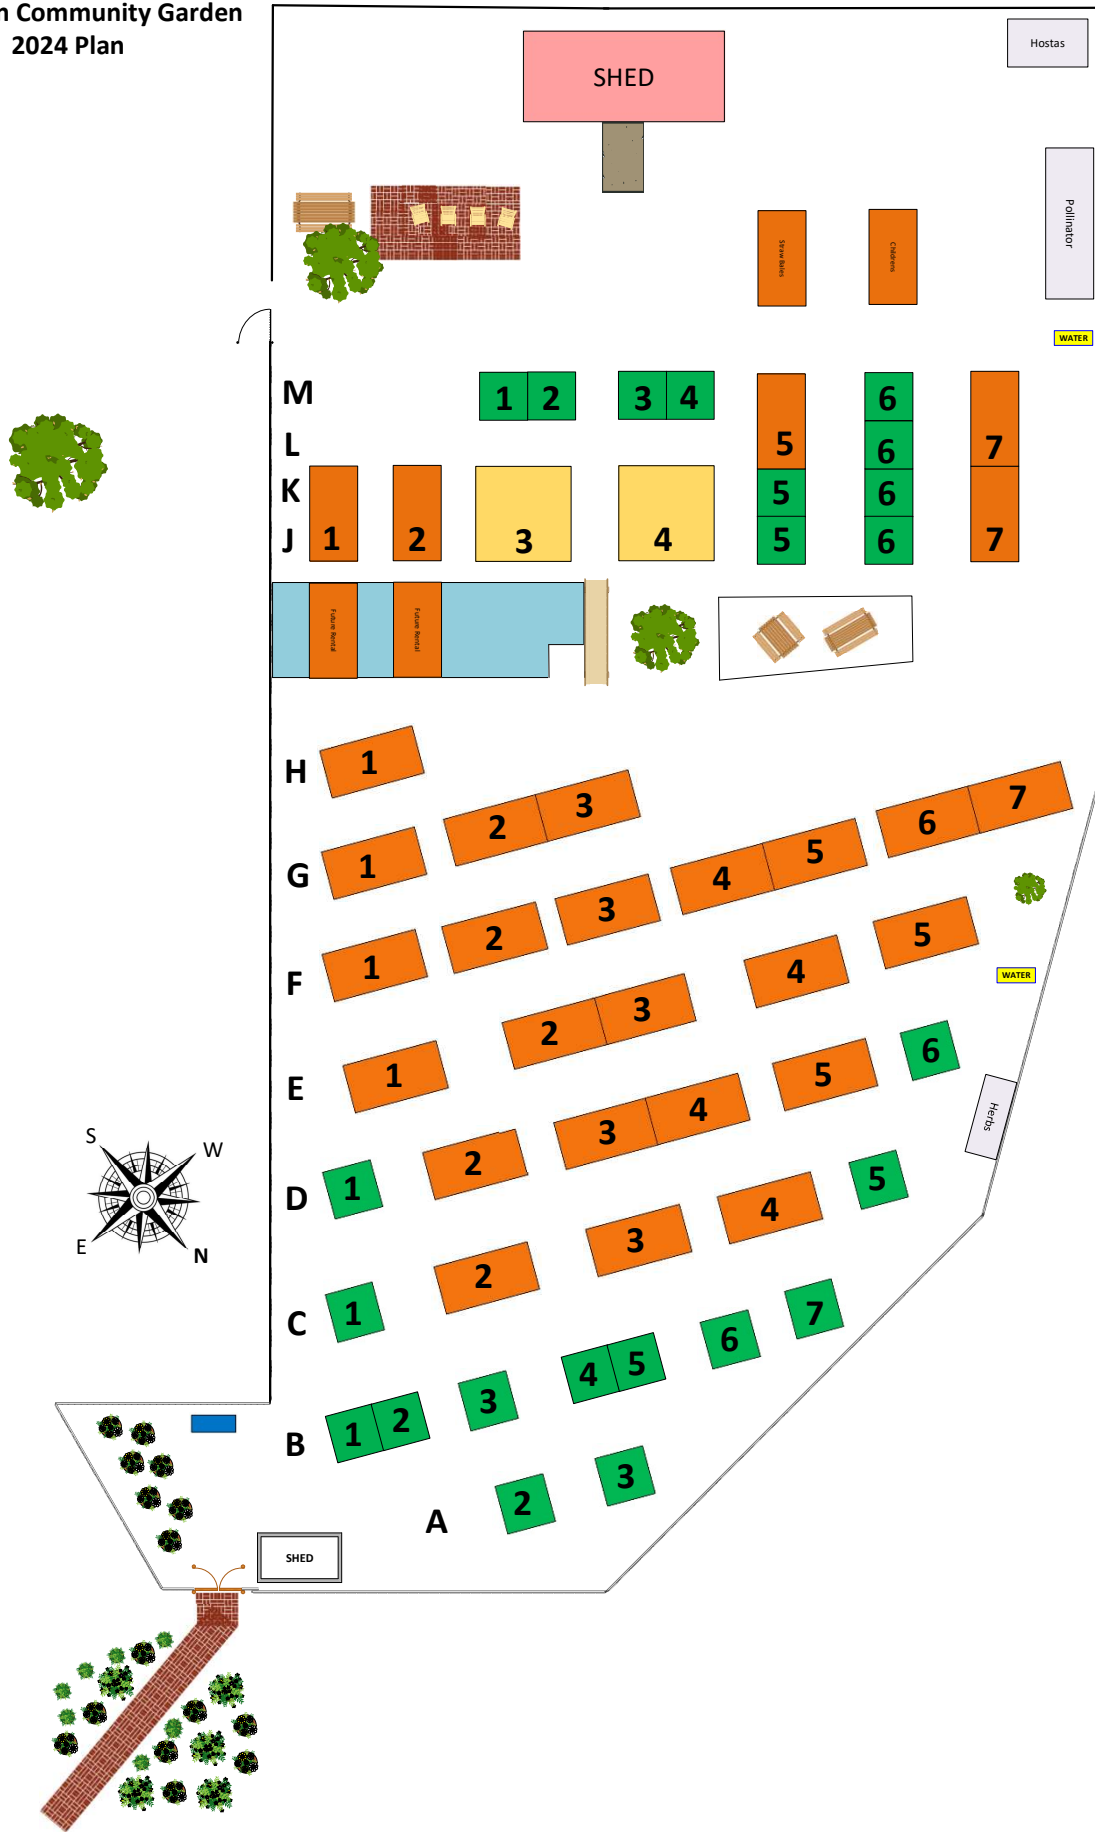 n Community Garden
2024 Plan
SHED
Hostas
Pollinator
Straw Bales
Childrens
WATER
M 1 2 3 4 6
L 5 6 7
K 5 6
J 1 2 3 4 5 6 7
Future Rental
Future Rental
H 1
2 3
G 1
4 5 6 7
F 1 2 3
4 5
WATER
E 1 2 3
5 6
Herbs
D 1 2 3 4
5
C 1 2 3 4
6 7
B 1 2 3 4 5
A 2 3
S W
E N
SHED